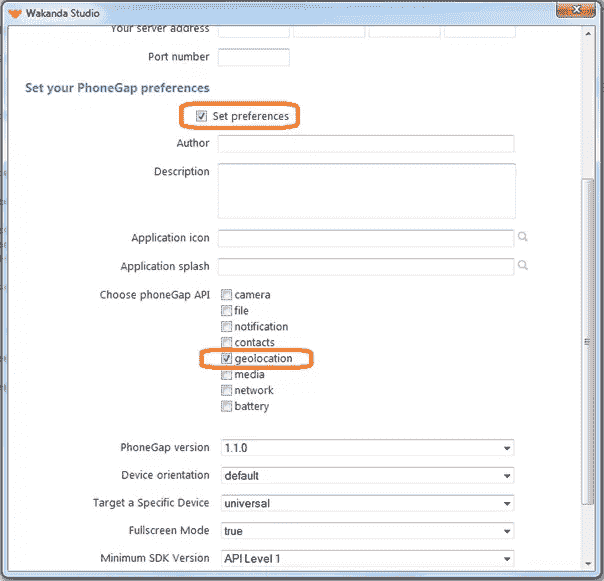 Wakanda Studio
Your server address
Port number
Set your PhoneGap preferences
Set preferences
Author
Description
Application icon
Application splash
Choose phoneGap API
camera
file
notification
contacts
geolocation
media
network
battery
PhoneGap version 1.1.0
Device orientation default
Target a Specific Device universal
Fullscreen Mode true
Minimum SDK Version API Level 1